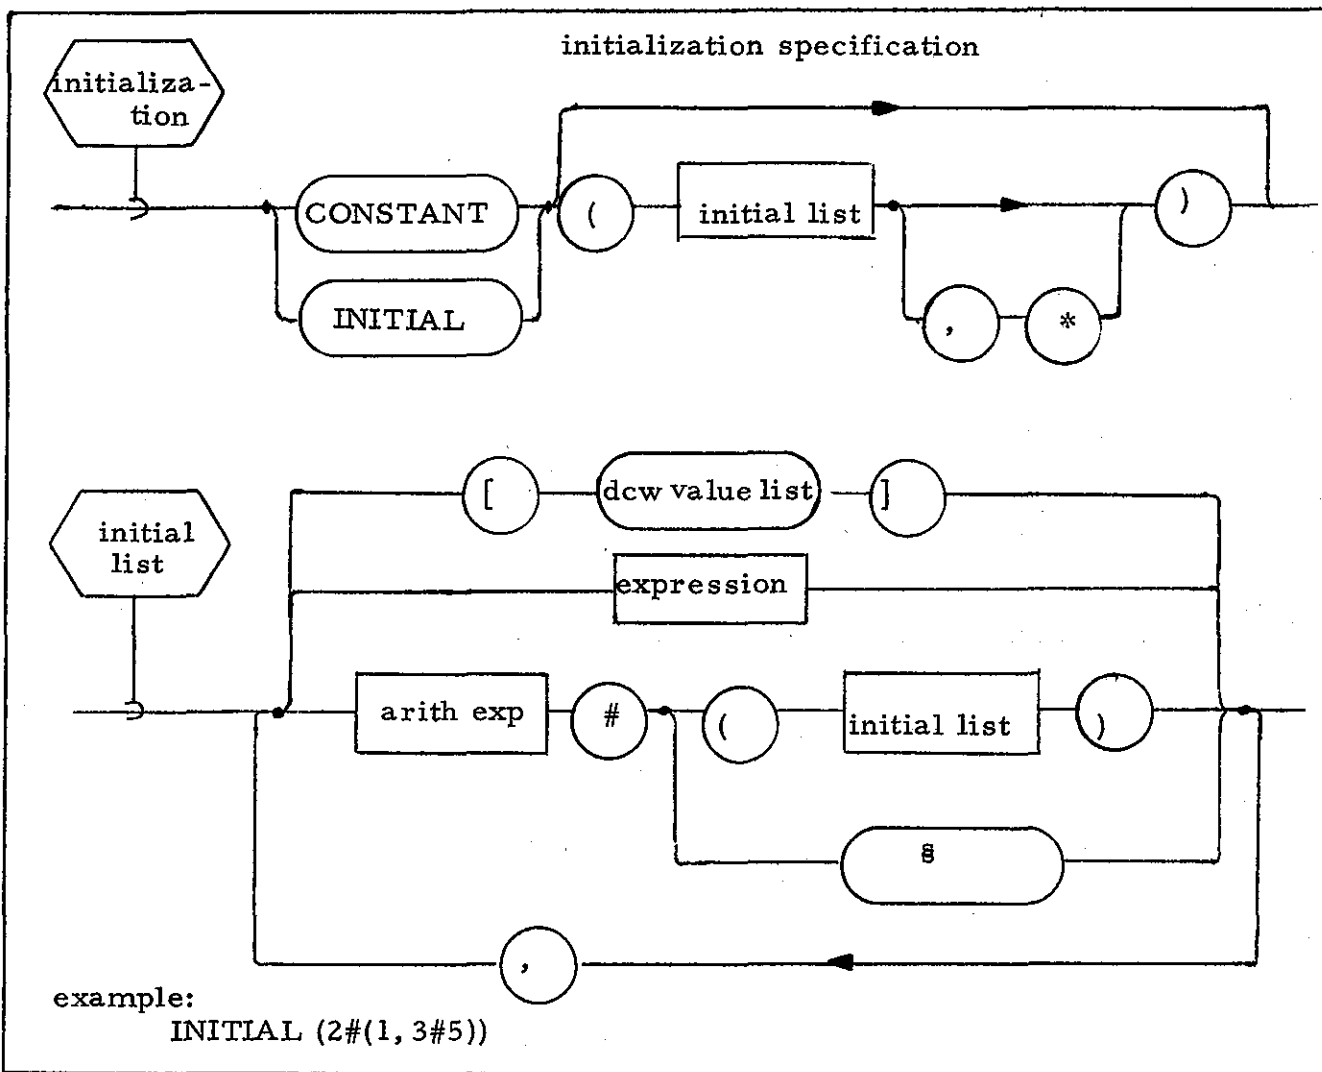 initialization specification
initializa-
tion
CONSTANT
(
initial list
)
INITIAL
,
*
initial
list
[
dcw value list
]
expression
arith exp
#
(
initial list
)
§
,
example:
INITIAL (2#(1, 3#5))